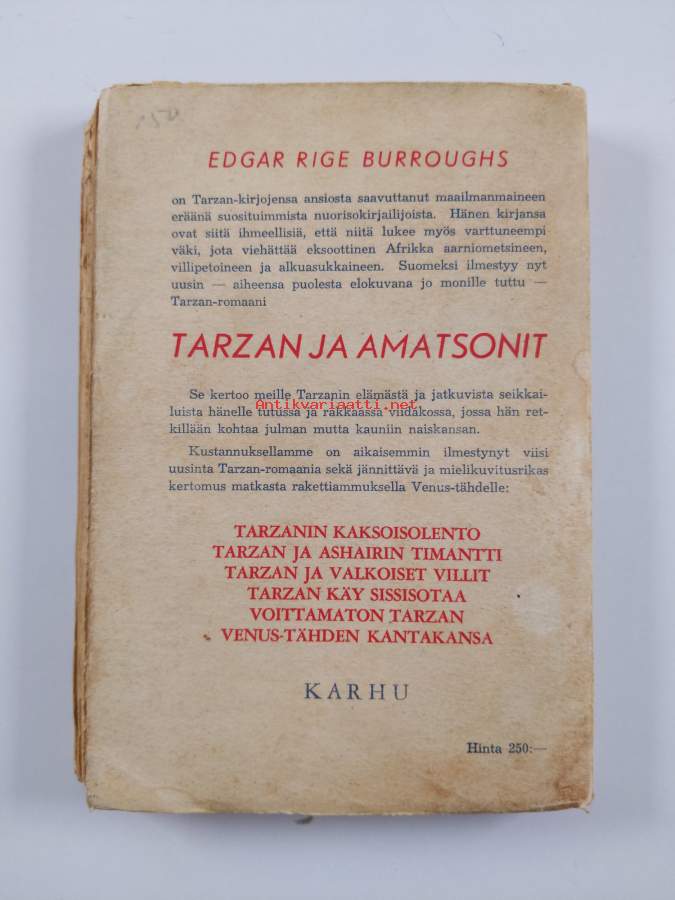 EDGAR RIGE BURROUGHS
on Tarzan-kirjojensa ansiosta saavuttanut maailmanmaineen
eräänä suosituimmista nuorisokirjailijoista. Hänen kirjansa
ovat siitä ihmeellisiä, että niitä lukee myös varttuneempi
väki, jota viehättää eksoottinen Afrikka aarniometsineen,
villipetoineen ja alkuasukkaineen. Suomeksi ilmestyy nyt
uusin — aiheensa puolesta elokuvana jo monille tuttu —
Tarzan-romaani
TARZAN JA AMATSONIT
Se kertoo meille Tarzanin elämästä ja jatkuvista seikkai-
luista hänelle tutussa ja rakkaassa viidakossa, jossa hän ret-
killään kohtaa julman mutta kauniin naiskansan.
Antikvariaatti.net
Kustannuksellamme on aikaisemmin ilmestynyt viisi
uusinta Tarzan-romaania sekä jännittävä ja mielikuvitusrikas
kertomus matkasta rakettiammuksella Venus-tähdelle:
TARZANIN KAKSOISOLENTO
TARZAN JA ASHAIRIN TIMANTTI
TARZAN JA VALKOISET VILLIT
TARZAN KÄY SISSISOTAA
VOITTAMATON TARZAN
VENUS-TÄHDEN KANTAKANSA
KARHU
Hinta 250:—